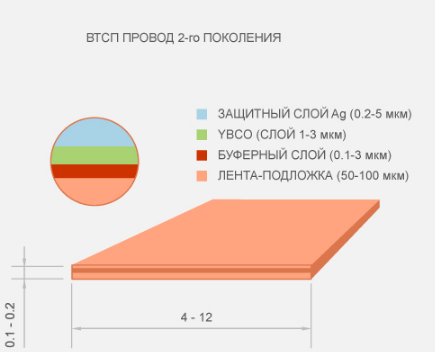 ВТСП ПРОВОД 2-го ПОКОЛЕНИЯ
ЗАЩИТНЫЙ СЛОЙ Ag (0.2-5 мкм)
YBCO (СЛОЙ 1-3 мкм)
БУФЕРНЫЙ СЛОЙ (0.1-3 мкм)
ЛЕНТА-ПОДЛОЖКА (50-100 мкм)
0.1 - 0.2
4 - 12